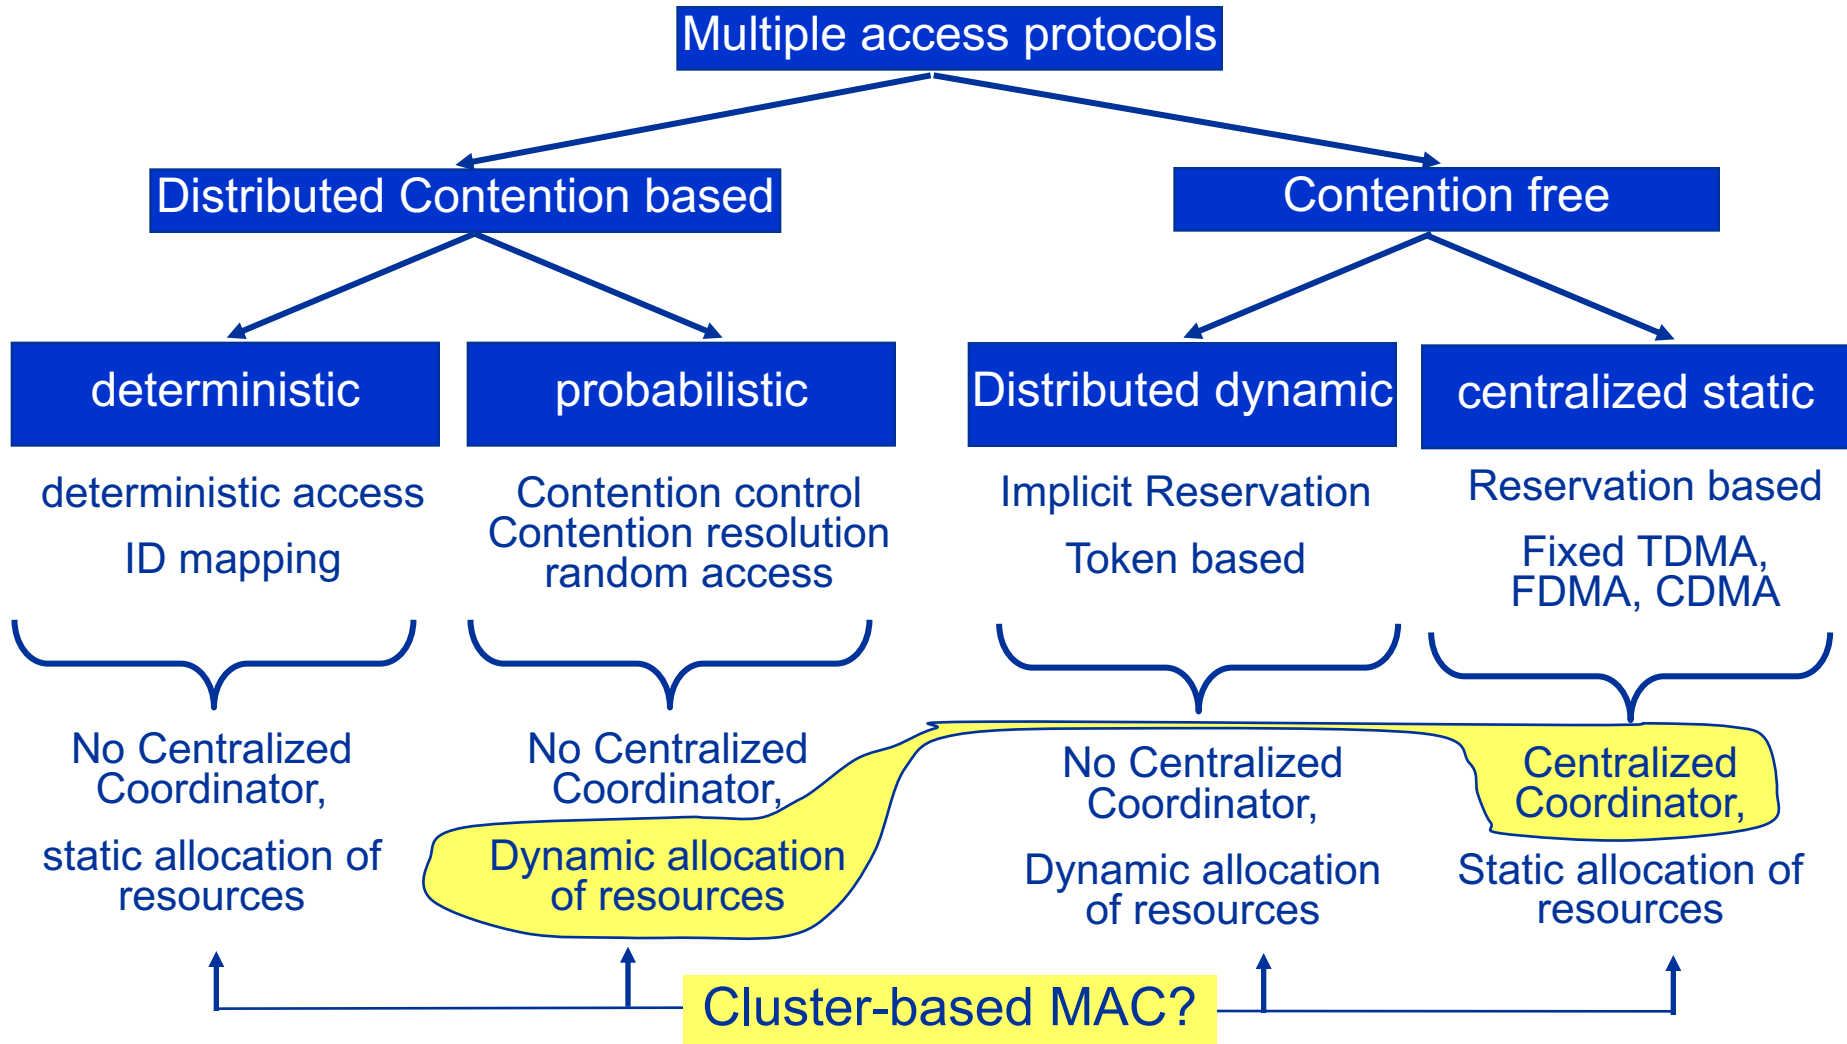 Multiple access protocols
Distributed Contention based
Contention free
deterministic
probabilistic
Distributed dynamic
centralized static
deterministic access
ID mapping
Contention control
Contention resolution
random access
Implicit Reservation
Token based
Reservation based
Fixed TDMA,
FDMA, CDMA
No Centralized
Coordinator,
static allocation of
resources
No Centralized
Coordinator,
Dynamic allocation
of resources
No Centralized
Coordinator,
Dynamic allocation
of resources
Centralized
Coordinator,
Static allocation of
resources
Cluster-based MAC?